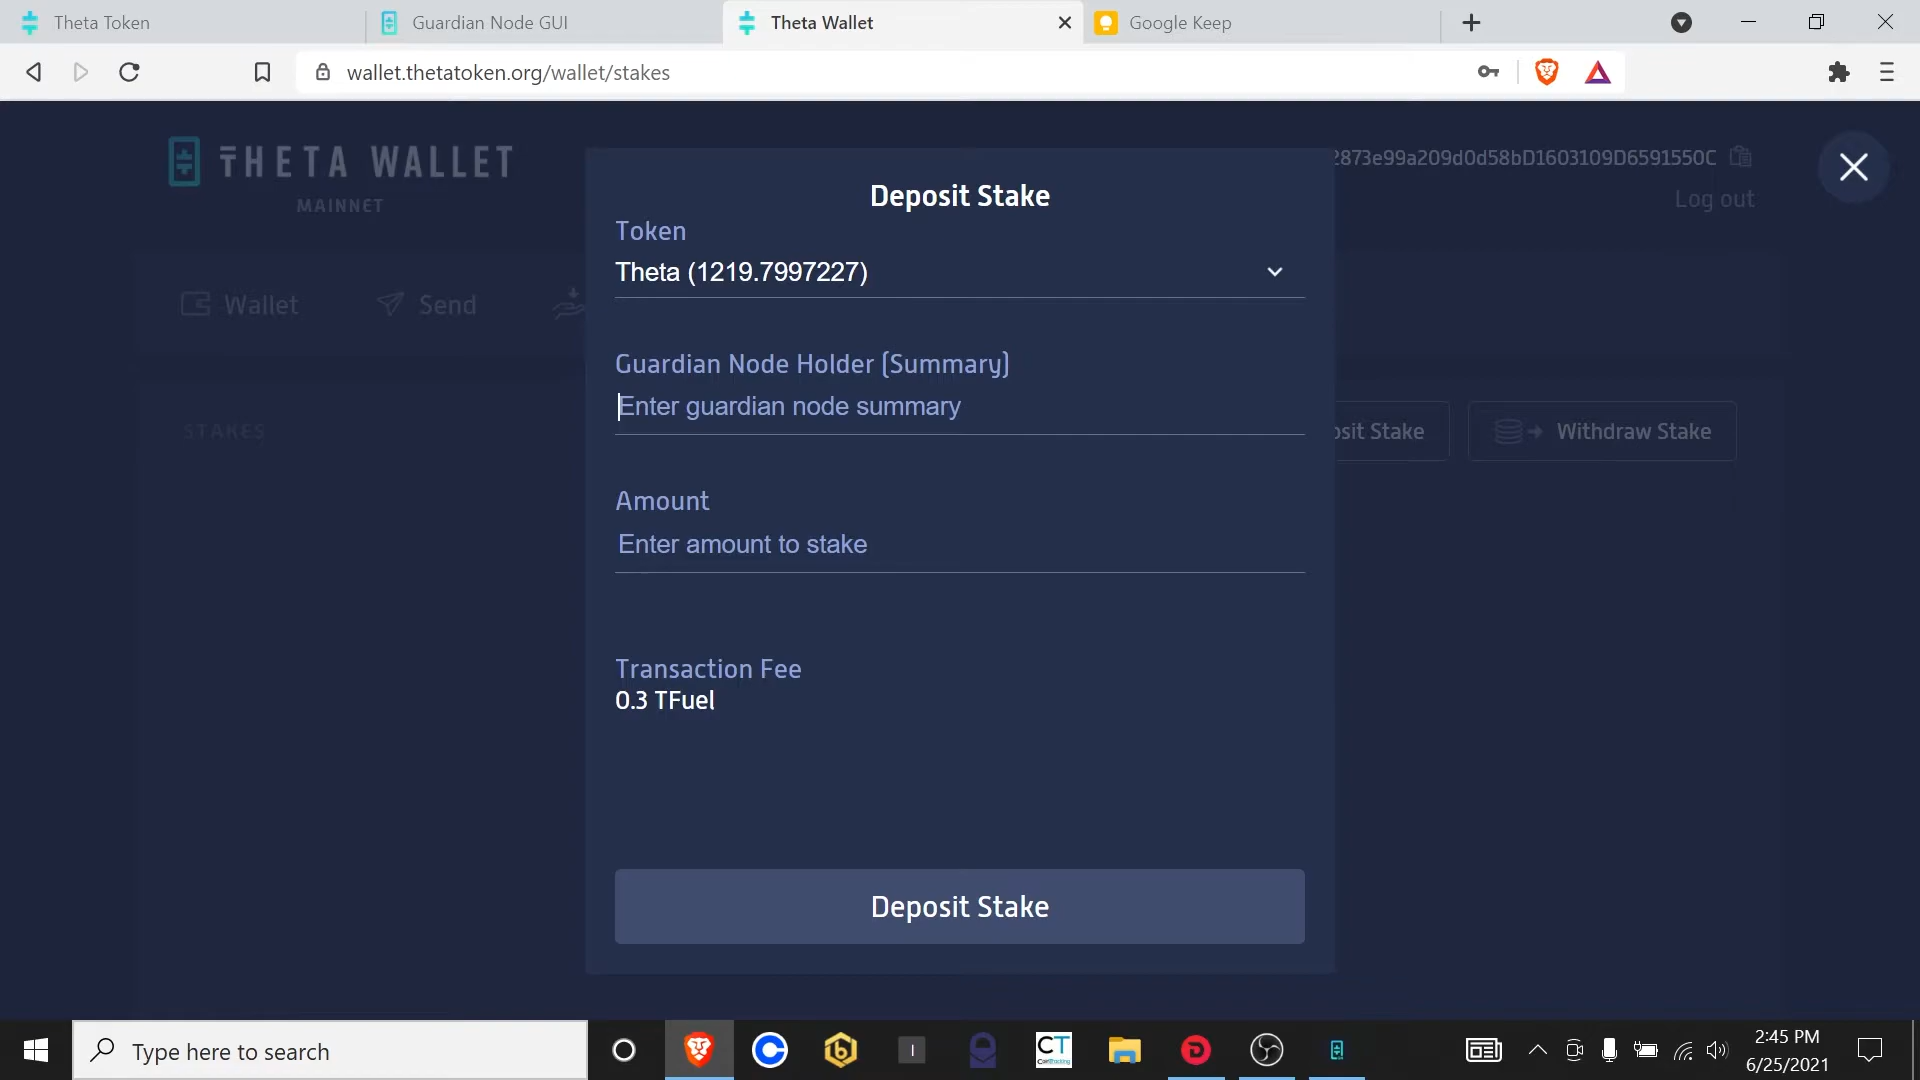 Theta Token
Guardian Node GUI
Theta Wallet
Google Keep
wallet.thetatoken.org/wallet/stakes
THETA WALLET
MAINNET
2873e99a209d0d58bD1603109D6591550C
Log out
Deposit Stake
Token
Theta (1219.7997227)
Wallet
Send
Guardian Node Holder (Summary)
Enter guardian node summary
STAKES
osit Stake
Withdraw Stake
Amount
Enter amount to stake
Transaction Fee
0.3 TFuel
Deposit Stake
Type here to search
CT
2:45 PM
6/25/2021